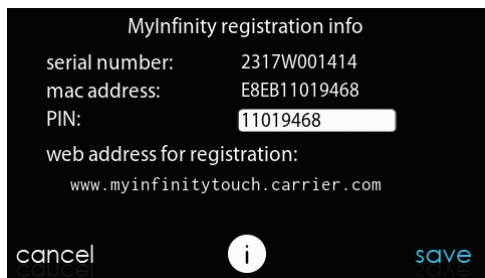 MyInfinity registration info
serial number: 2317W001414
mac address: E8EB11019468
PIN: 11019468
web address for registration:
www.myinfinitytouch.carrier.com
cancel i save